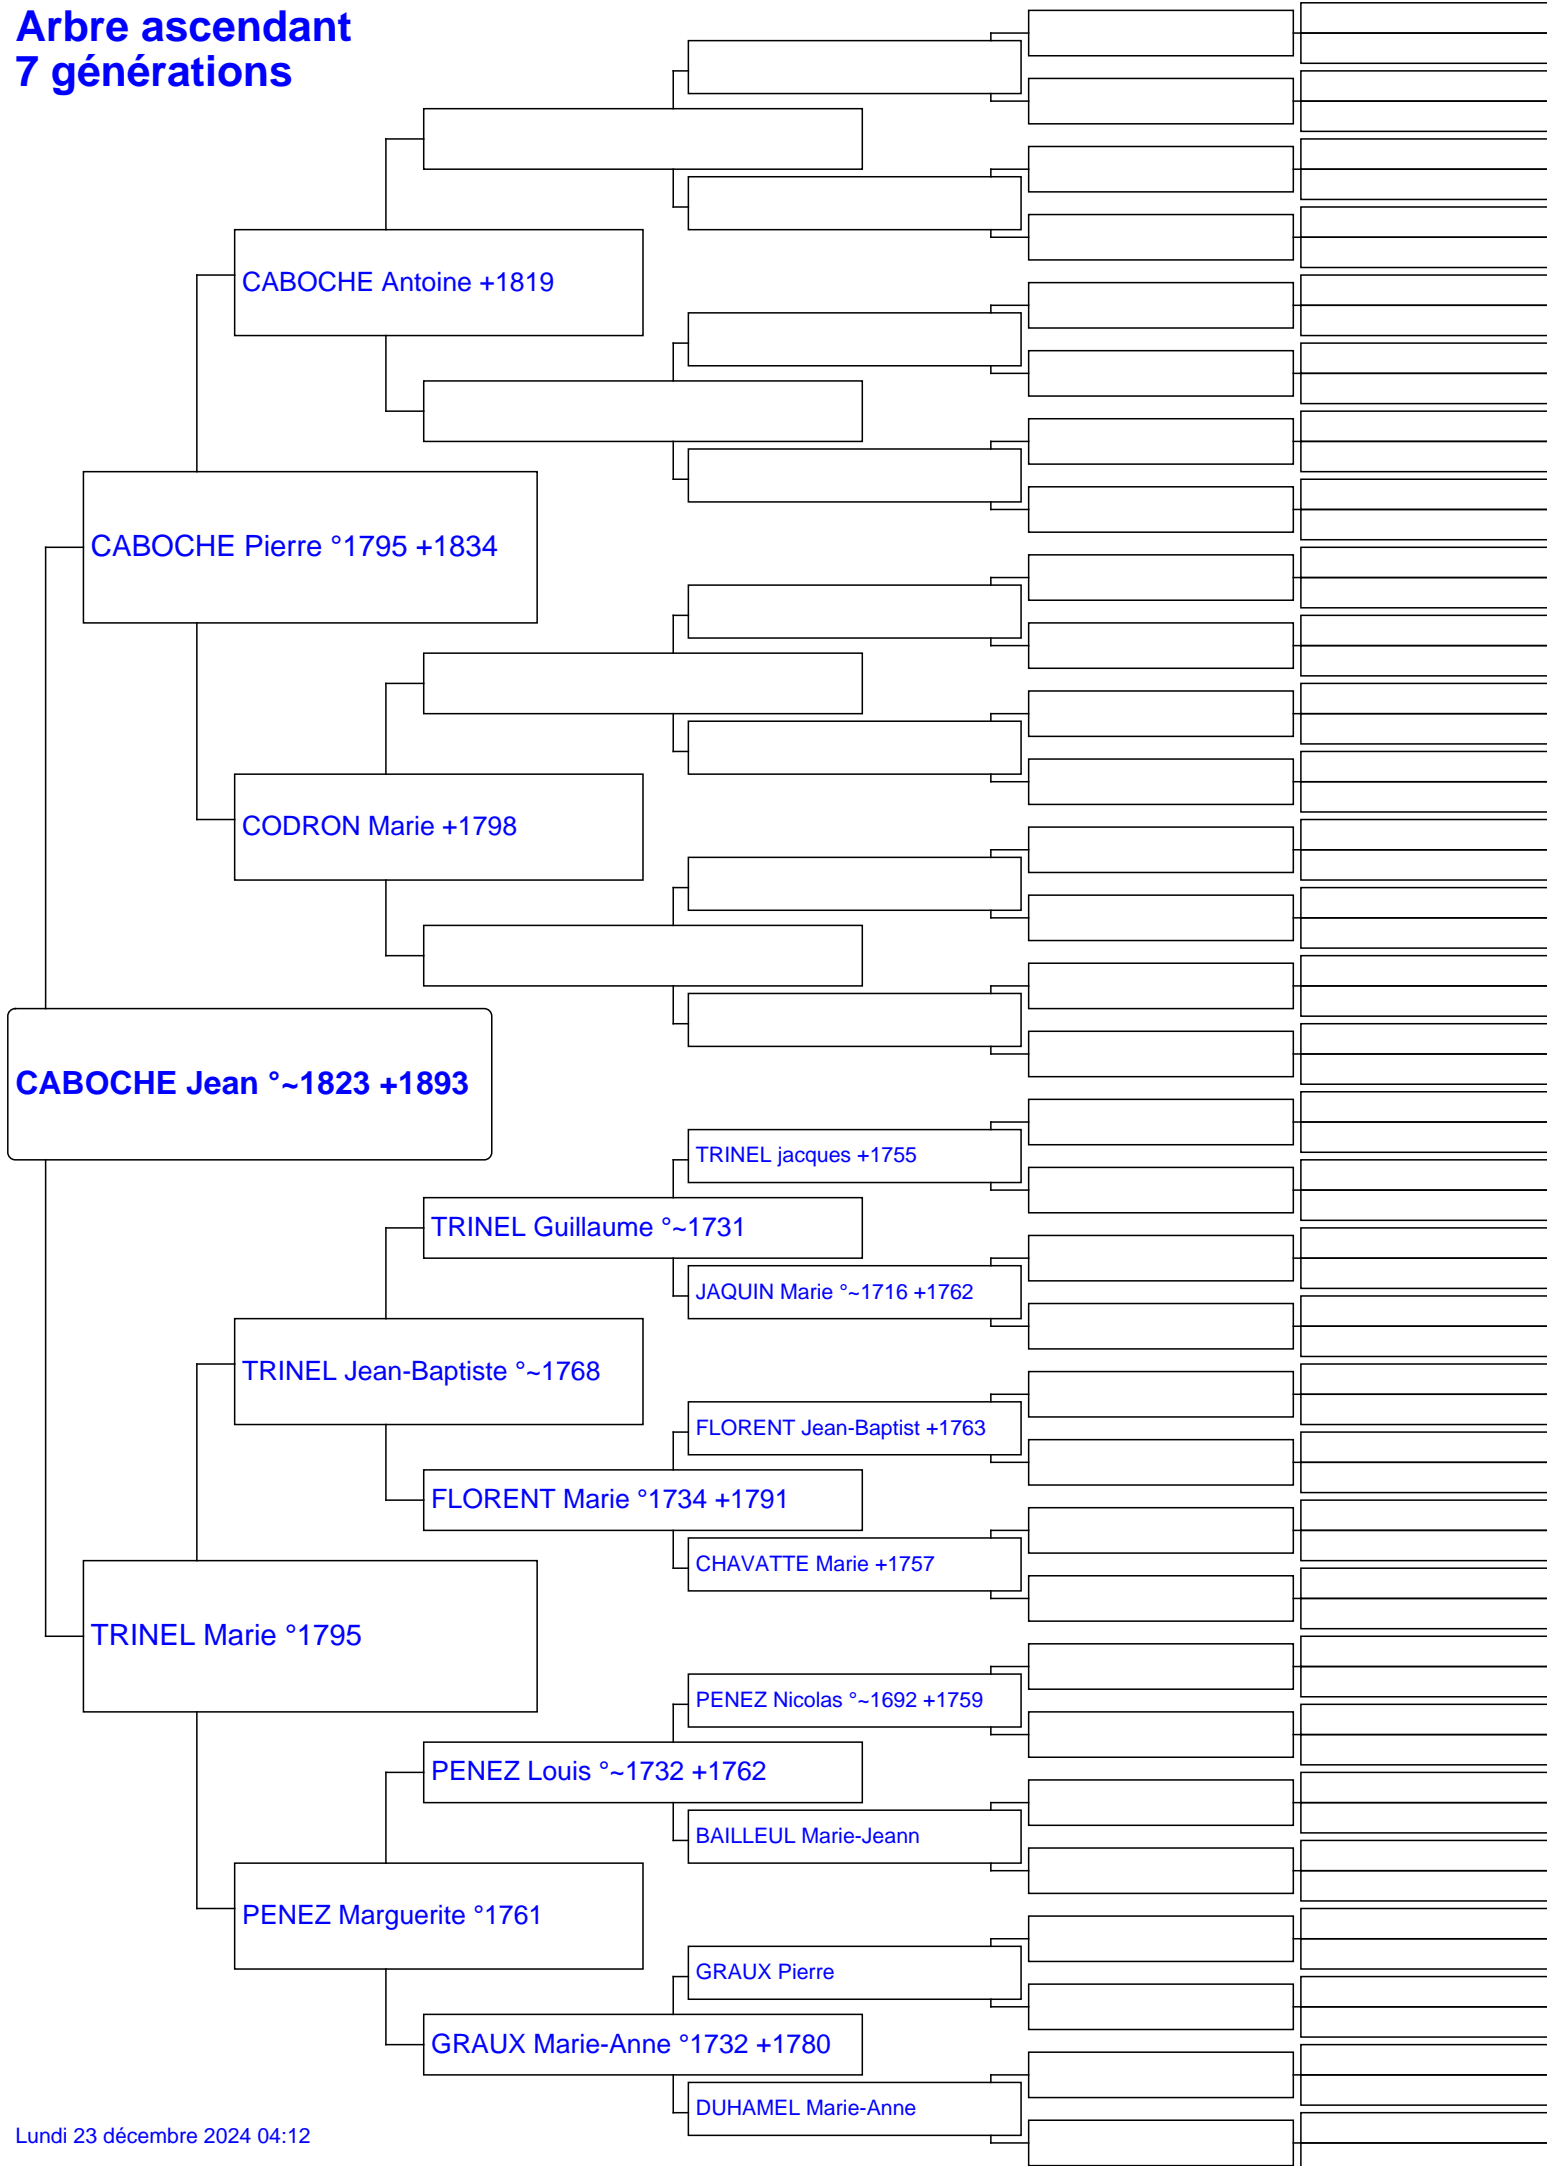 Arbre ascendant
7 générations
CABOCHE Antoine +1819
CABOCHE Pierre °1795 +1834
CODRON Marie +1798
CABOCHE Jean °~1823 +1893
TRINEL jacques +1755
TRINEL Guillaume °~1731
JAQUIN Marie °~1716 +1762
TRINEL Jean-Baptiste °~1768
FLORENT Jean-Baptist +1763
FLORENT Marie °1734 +1791
CHAVATTE Marie +1757
TRINEL Marie °1795
PENEZ Nicolas °~1692 +1759
PENEZ Louis °~1732 +1762
BAILLEUL Marie-Jeann
PENEZ Marguerite °1761
GRAUX Pierre
GRAUX Marie-Anne °1732 +1780
DUHAMEL Marie-Anne
Lundi 23 décembre 2024 04:12